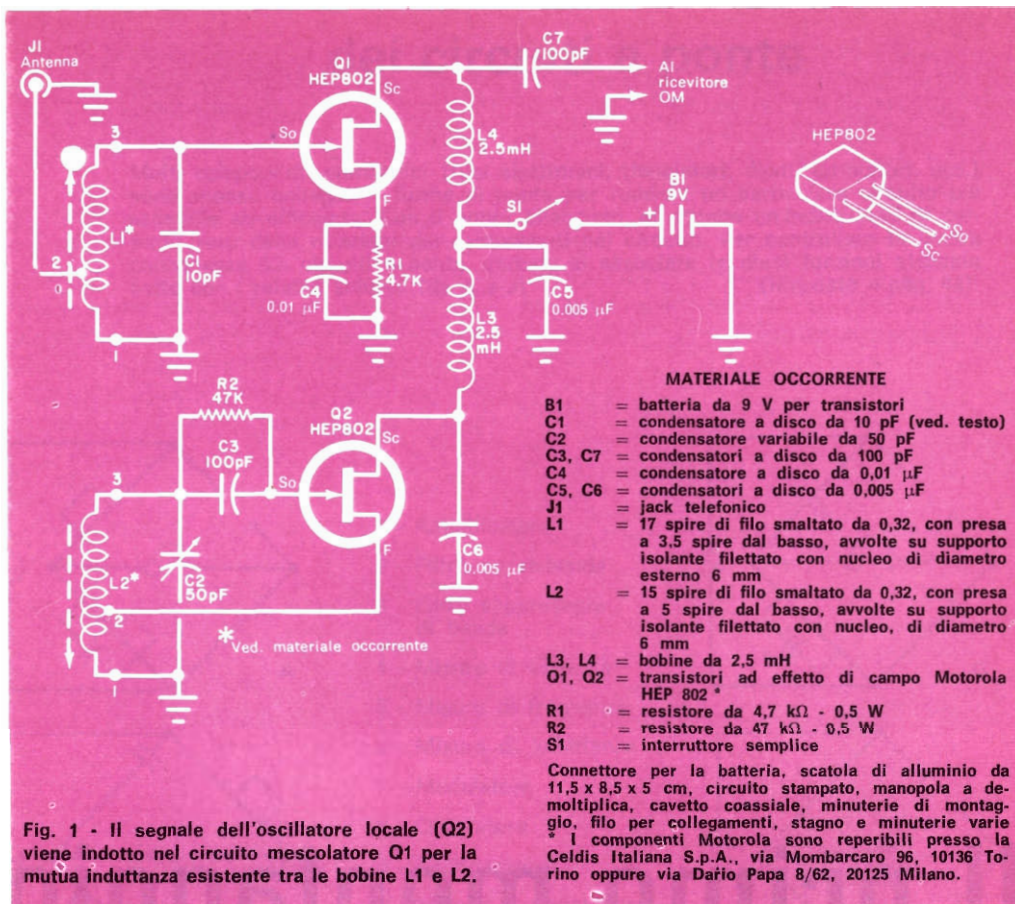 J1
Antenna
3
2
0
1
L1*
C1
10pF
Q1
HEP802
So
Sc
F
C4
0.01 µF
R1
4.7K
C7
100pF
Al
ricevitore
OM
L4
2.5mH
S1
B1
9V
+
C5
0.005 µF
L3
2.5
mH
HEP802
So
F
Sc
R2
47K
C3
100pF
Q2
HEP802
So
Sc
F
3
L2*
2
1
C2
50pF
C6
0.005 µF
*Ved. materiale occorrente
MATERIALE OCCORRENTE
B1 = batteria da 9 V per transistori
C1 = condensatore a disco da 10 pF (ved. testo)
C2 = condensatore variabile da 50 pF
C3, C7 = condensatori a disco da 100 pF
C4 = condensatore a disco da 0,01 µF
C5, C6 = condensatori a disco da 0,005 µF
J1 = jack telefonico
L1 = 17 spire di filo smaltato da 0,32, con presa
a 3,5 spire dal basso, avvolte su supporto
isolante filettato con nucleo di diametro
esterno 6 mm
L2 = 15 spire di filo smaltato da 0,32, con presa
a 5 spire dal basso, avvolte su supporto
isolante filettato con nucleo, di diametro
6 mm
L3, L4 = bobine da 2,5 mH
Q1, Q2 = transistori ad effetto di campo Motorola
HEP 802 *
R1 = resistore da 4,7 kΩ - 0,5 W
R2 = resistore da 47 kΩ - 0,5 W
S1 = interruttore semplice
Connettore per la batteria, scatola di alluminio da
11,5 x 8,5 x 5 cm, circuito stampato, manopola a de-
moltiplica, cavetto coassiale, minuterie di montag-
gio, filo per collegamenti, stagno e minuterie varie
* I componenti Motorola sono reperibili presso la
Celdis Italiana S.p.A., via Mombarcaro 96, 10136 To-
rino oppure via Dario Papa 8/62, 20125 Milano.
Fig. 1 - Il segnale dell'oscillatore locale (Q2)
viene indotto nel circuito mescolatore Q1 per la
mutua induttanza esistente tra le bobine L1 e L2.